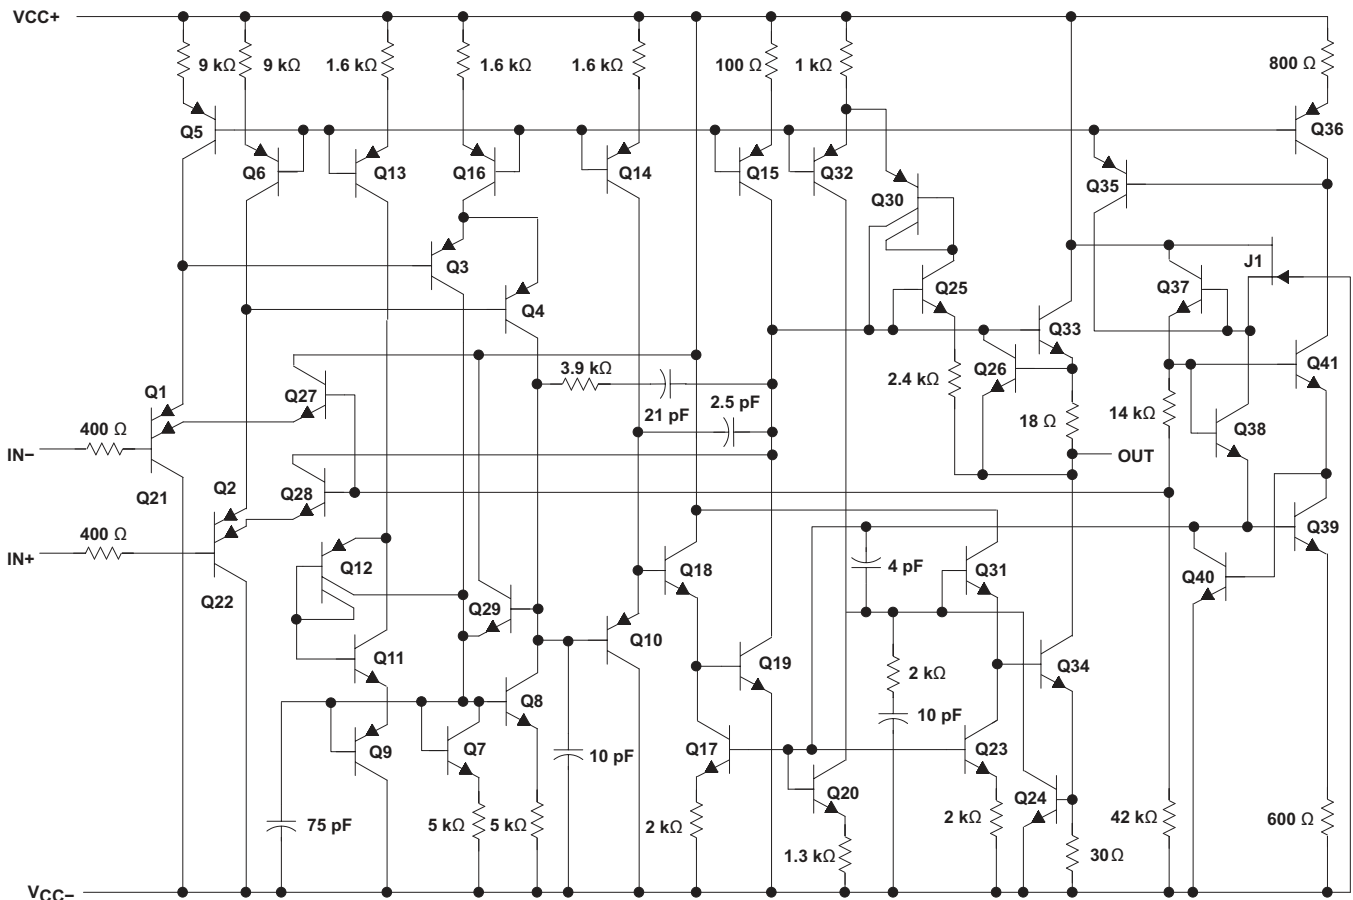 VCC+
9 kΩ
9 kΩ
1.6 kΩ
1.6 kΩ
1.6 kΩ
100 Ω
1 kΩ
800 Ω
Q5
Q6
Q13
Q16
Q14
Q15
Q32
Q30
Q35
Q36
Q3
Q4
Q25
Q33
Q37
J1
Q26
Q41
3.9 kΩ
21 pF
2.5 pF
2.4 kΩ
18 Ω
14 kΩ
Q38
Q1
Q27
400 Ω
IN−
OUT
Q21
Q2
Q28
400 Ω
IN+
Q22
Q12
Q29
Q18
4 pF
Q31
Q39
Q40
Q11
Q10
Q19
2 kΩ
Q34
Q8
10 pF
Q9
Q7
10 pF
Q17
Q23
Q20
Q24
75 pF
5 kΩ
5 kΩ
2 kΩ
1.3 kΩ
2 kΩ
30Ω
42 kΩ
600 Ω
VCC−